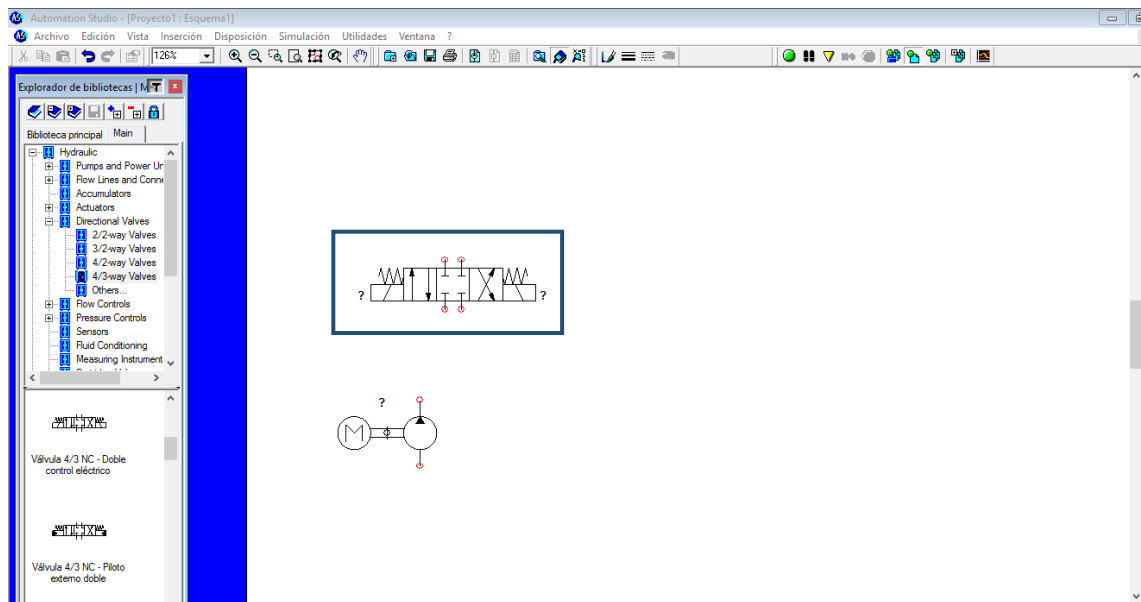 Automation Studio - [Proyecto1 : Esquema1]
Archivo Edición Vista Inserción Disposición Simulación Utilidades Ventana ?
126%
Explorador de bibliotecas | M
Biblioteca principal Main
Hydraulic
Pumps and Power Un
Flow Lines and Conne
Accumulators
Actuators
Directional Valves
2/2-way Valves
3/2-way Valves
4/2-way Valves
4/3-way Valves
Others...
Flow Controls
Pressure Controls
Sensors
Fluid Conditioning
Measuring Instrument
Válvula 4/3 NC - Doble
control eléctrico
Válvula 4/3 NC - Piloto
externo doble
? ?
?
M